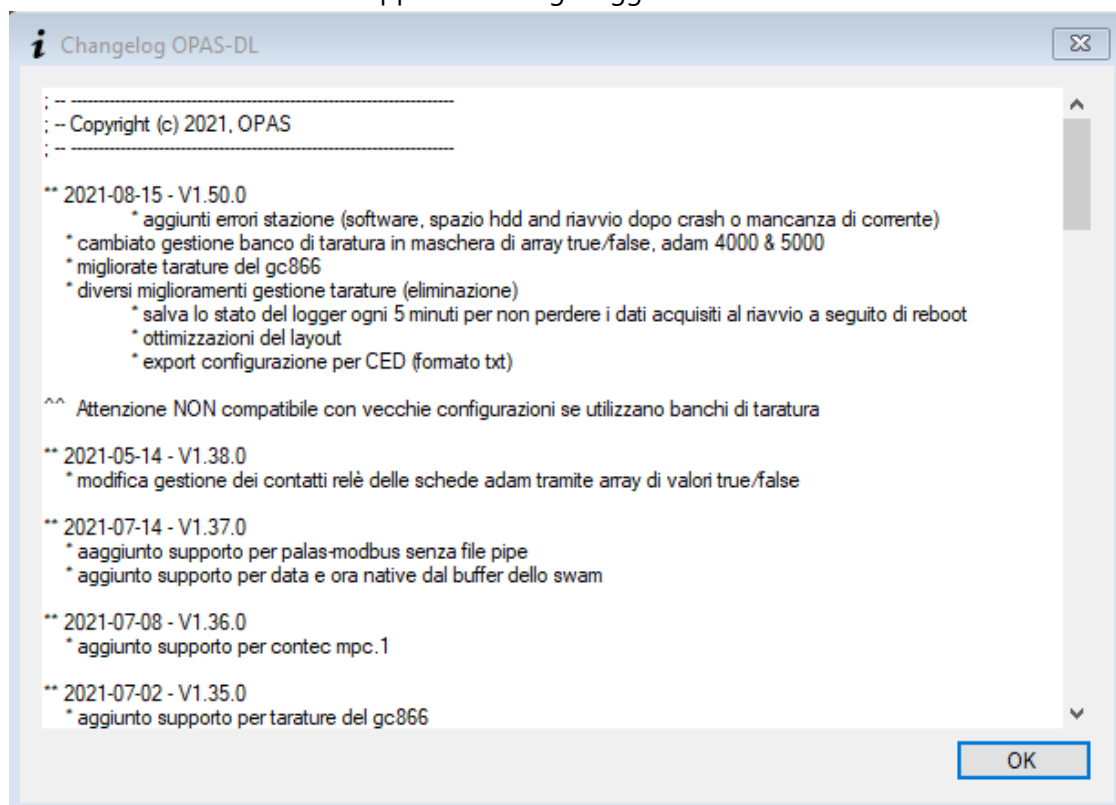 Changelog OPAS-DL
; -- ----------------------------------------------------------------------
; -- Copyright (c) 2021, OPAS
; -- ----------------------------------------------------------------------
** 2021-08-15 - V1.50.0
* aggiunti errori stazione (software, spazio hdd and riavvio dopo crash o mancanza di corrente)
* cambiato gestione banco di taratura in maschera di array true/false, adam 4000 & 5000
* migliorate tarature del gc866
* diversi miglioramenti gestione tarature (eliminazione)
* salva lo stato del logger ogni 5 minuti per non perdere i dati acquisiti al riavvio a seguito di reboot
* ottimizzazioni del layout
* export configurazione per CED (formato txt)
^^ Attenzione NON compatibile con vecchie configurazioni se utilizzano banchi di taratura
** 2021-05-14 - V1.38.0
* modifica gestione dei contatti relè delle schede adam tramite array di valori true/false
** 2021-07-14 - V1.37.0
* aaggiunto supporto per palas-modbus senza file pipe
* aggiunto supporto per data e ora native dal buffer dello swam
** 2021-07-08 - V1.36.0
* aggiunto supporto per contec mpc.1
** 2021-07-02 - V1.35.0
* aggiunto supporto per tarature del gc866
OK